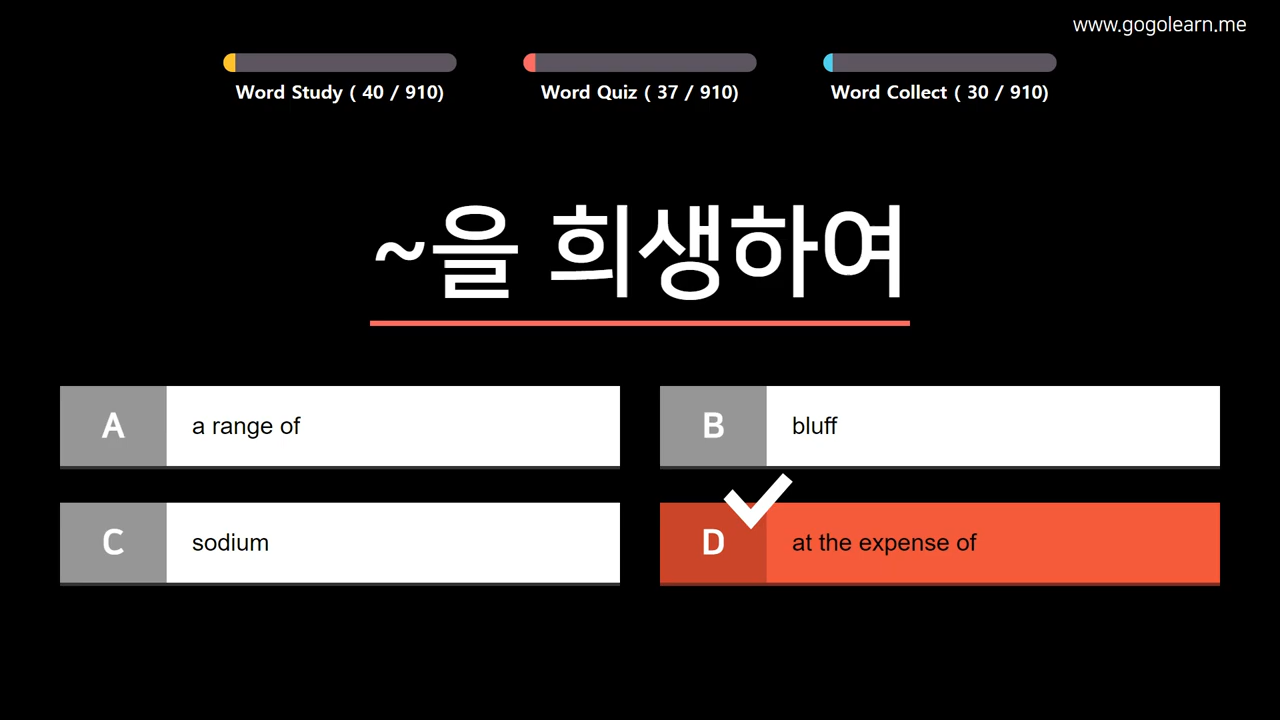 www.gogolearn.me
Word Study ( 40 / 910)
Word Quiz ( 37 / 910)
Word Collect ( 30 / 910)
~을 희생하여
A
a range of
B
bluff
C
sodium
D
at the expense of